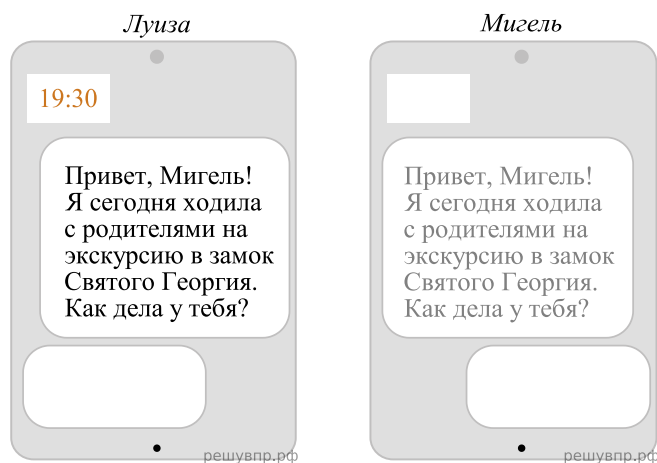 Луиза
19:30
Привет, Мигель!
Я сегодня ходила
с родителями на
экскурсию в замок
Святого Георгия.
Как дела у тебя?
решувпр.рф
Мигель
Привет, Мигель!
Я сегодня ходила
с родителями на
экскурсию в замок
Святого Георгия.
Как дела у тебя?
решувпр.рф